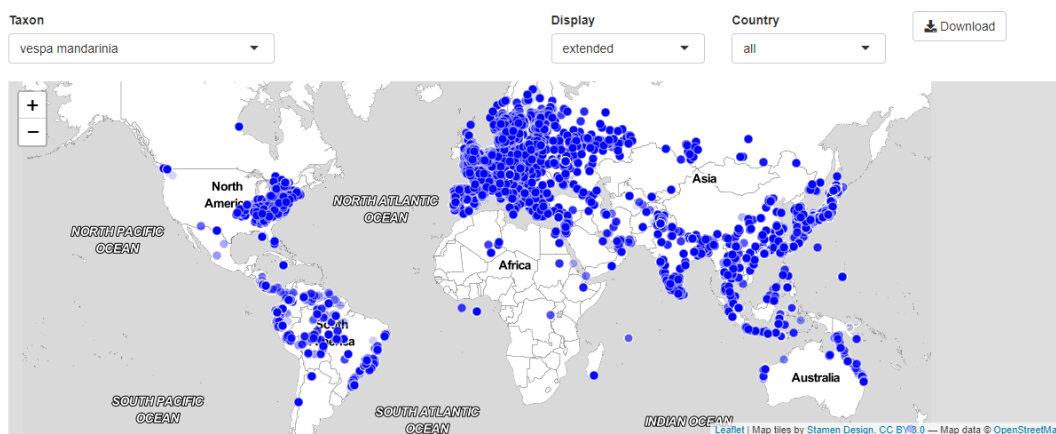 Taxon
Display
Country
Download
vespa mandarinia
extended
all
+
−
North
America
NORTH ATLANTIC
OCEAN
Asia
NORTH PACIFIC
OCEAN
Africa
South
America
Australia
SOUTH PACIFIC
OCEAN
SOUTH ATLANTIC
OCEAN
INDIAN OCEAN
Leaflet | Map tiles by Stamen Design, CC BY 3.0 — Map data © OpenStreetMa